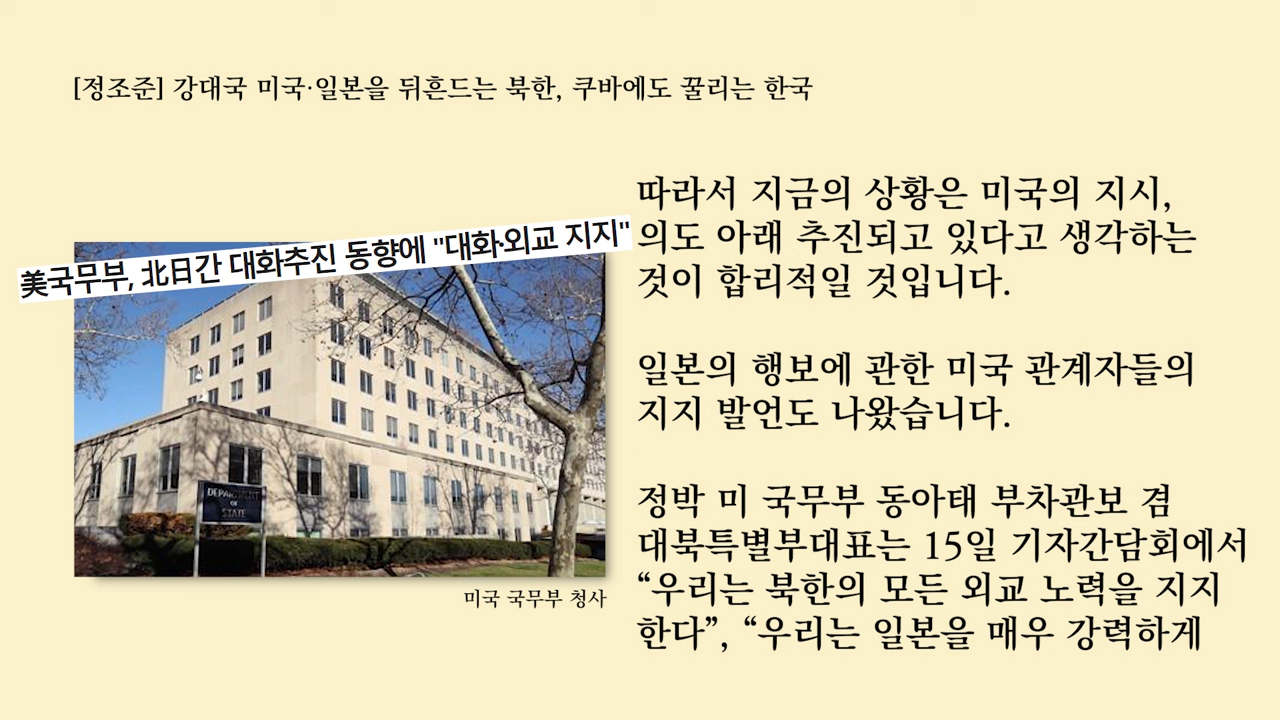 [정조준] 강대국 미국·일본을 뒤흔드는 북한, 쿠바에도 꿀리는 한국
美국무부, 北日간 대화추진 동향에 "대화·외교 지지"
DEPARTMENT
OF
STATE
미국 국무부 청사
따라서 지금의 상황은 미국의 지시,
의도 아래 추진되고 있다고 생각하는
것이 합리적일 것입니다.
일본의 행보에 관한 미국 관계자들의
지지 발언도 나왔습니다.
정박 미 국무부 동아태 부차관보 겸
대북특별부대표는 15일 기자간담회에서
“우리는 북한의 모든 외교 노력을 지지
한다”, “우리는 일본을 매우 강력하게